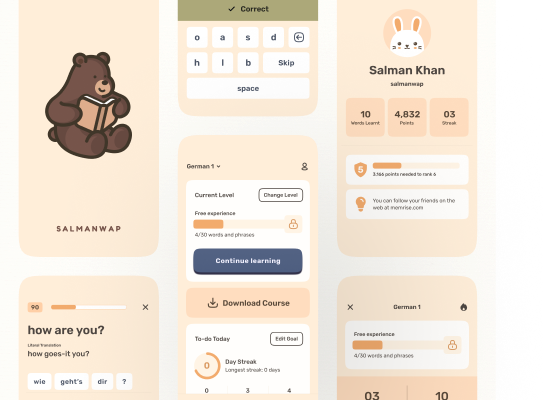 SALMANWAP
90
how are you?
Literal Translation
how goes-it you?
wie geht's dir ?
Correct
o a s d
h l b Skip
space
German 1
Current Level Change Level
Free experience
4/30 words and phrases
Continue learning
Download Course
To-do Today Edit Goal
0 Day Streak
Longest streak: 0 days
0 3 4
Salman Khan
salmanwap
10 4,832 03
Words Learnt Points Streak
5
3.166 points needed to rank 6
You can follow your friends on the
web at memrise.com
German 1
Free experience
4/30 words and phrases
03 10